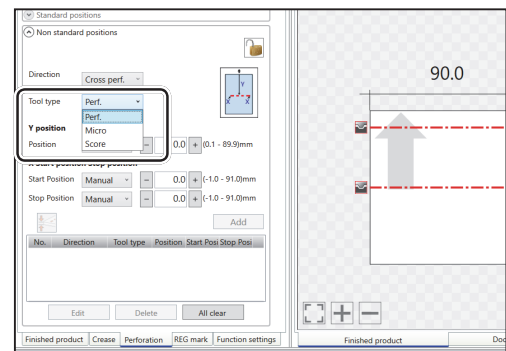 Standard positions
Non standard positions
Direction Cross perf.
Y
X X
Tool type Perf.
Perf.
Micro
Score
Y position
Position − 0.0 + (0.1 - 89.9)mm
Start Position Manual − 0.0 + (-1.0 - 91.0)mm
Stop Position Manual − 0.0 + (-1.0 - 91.0)mm
Add
No. Direction Tool type Position Start Posi Stop Posi
Edit Delete All clear
Finished product Crease Perforation REG mark Function settings
90.0
Finished product Doc